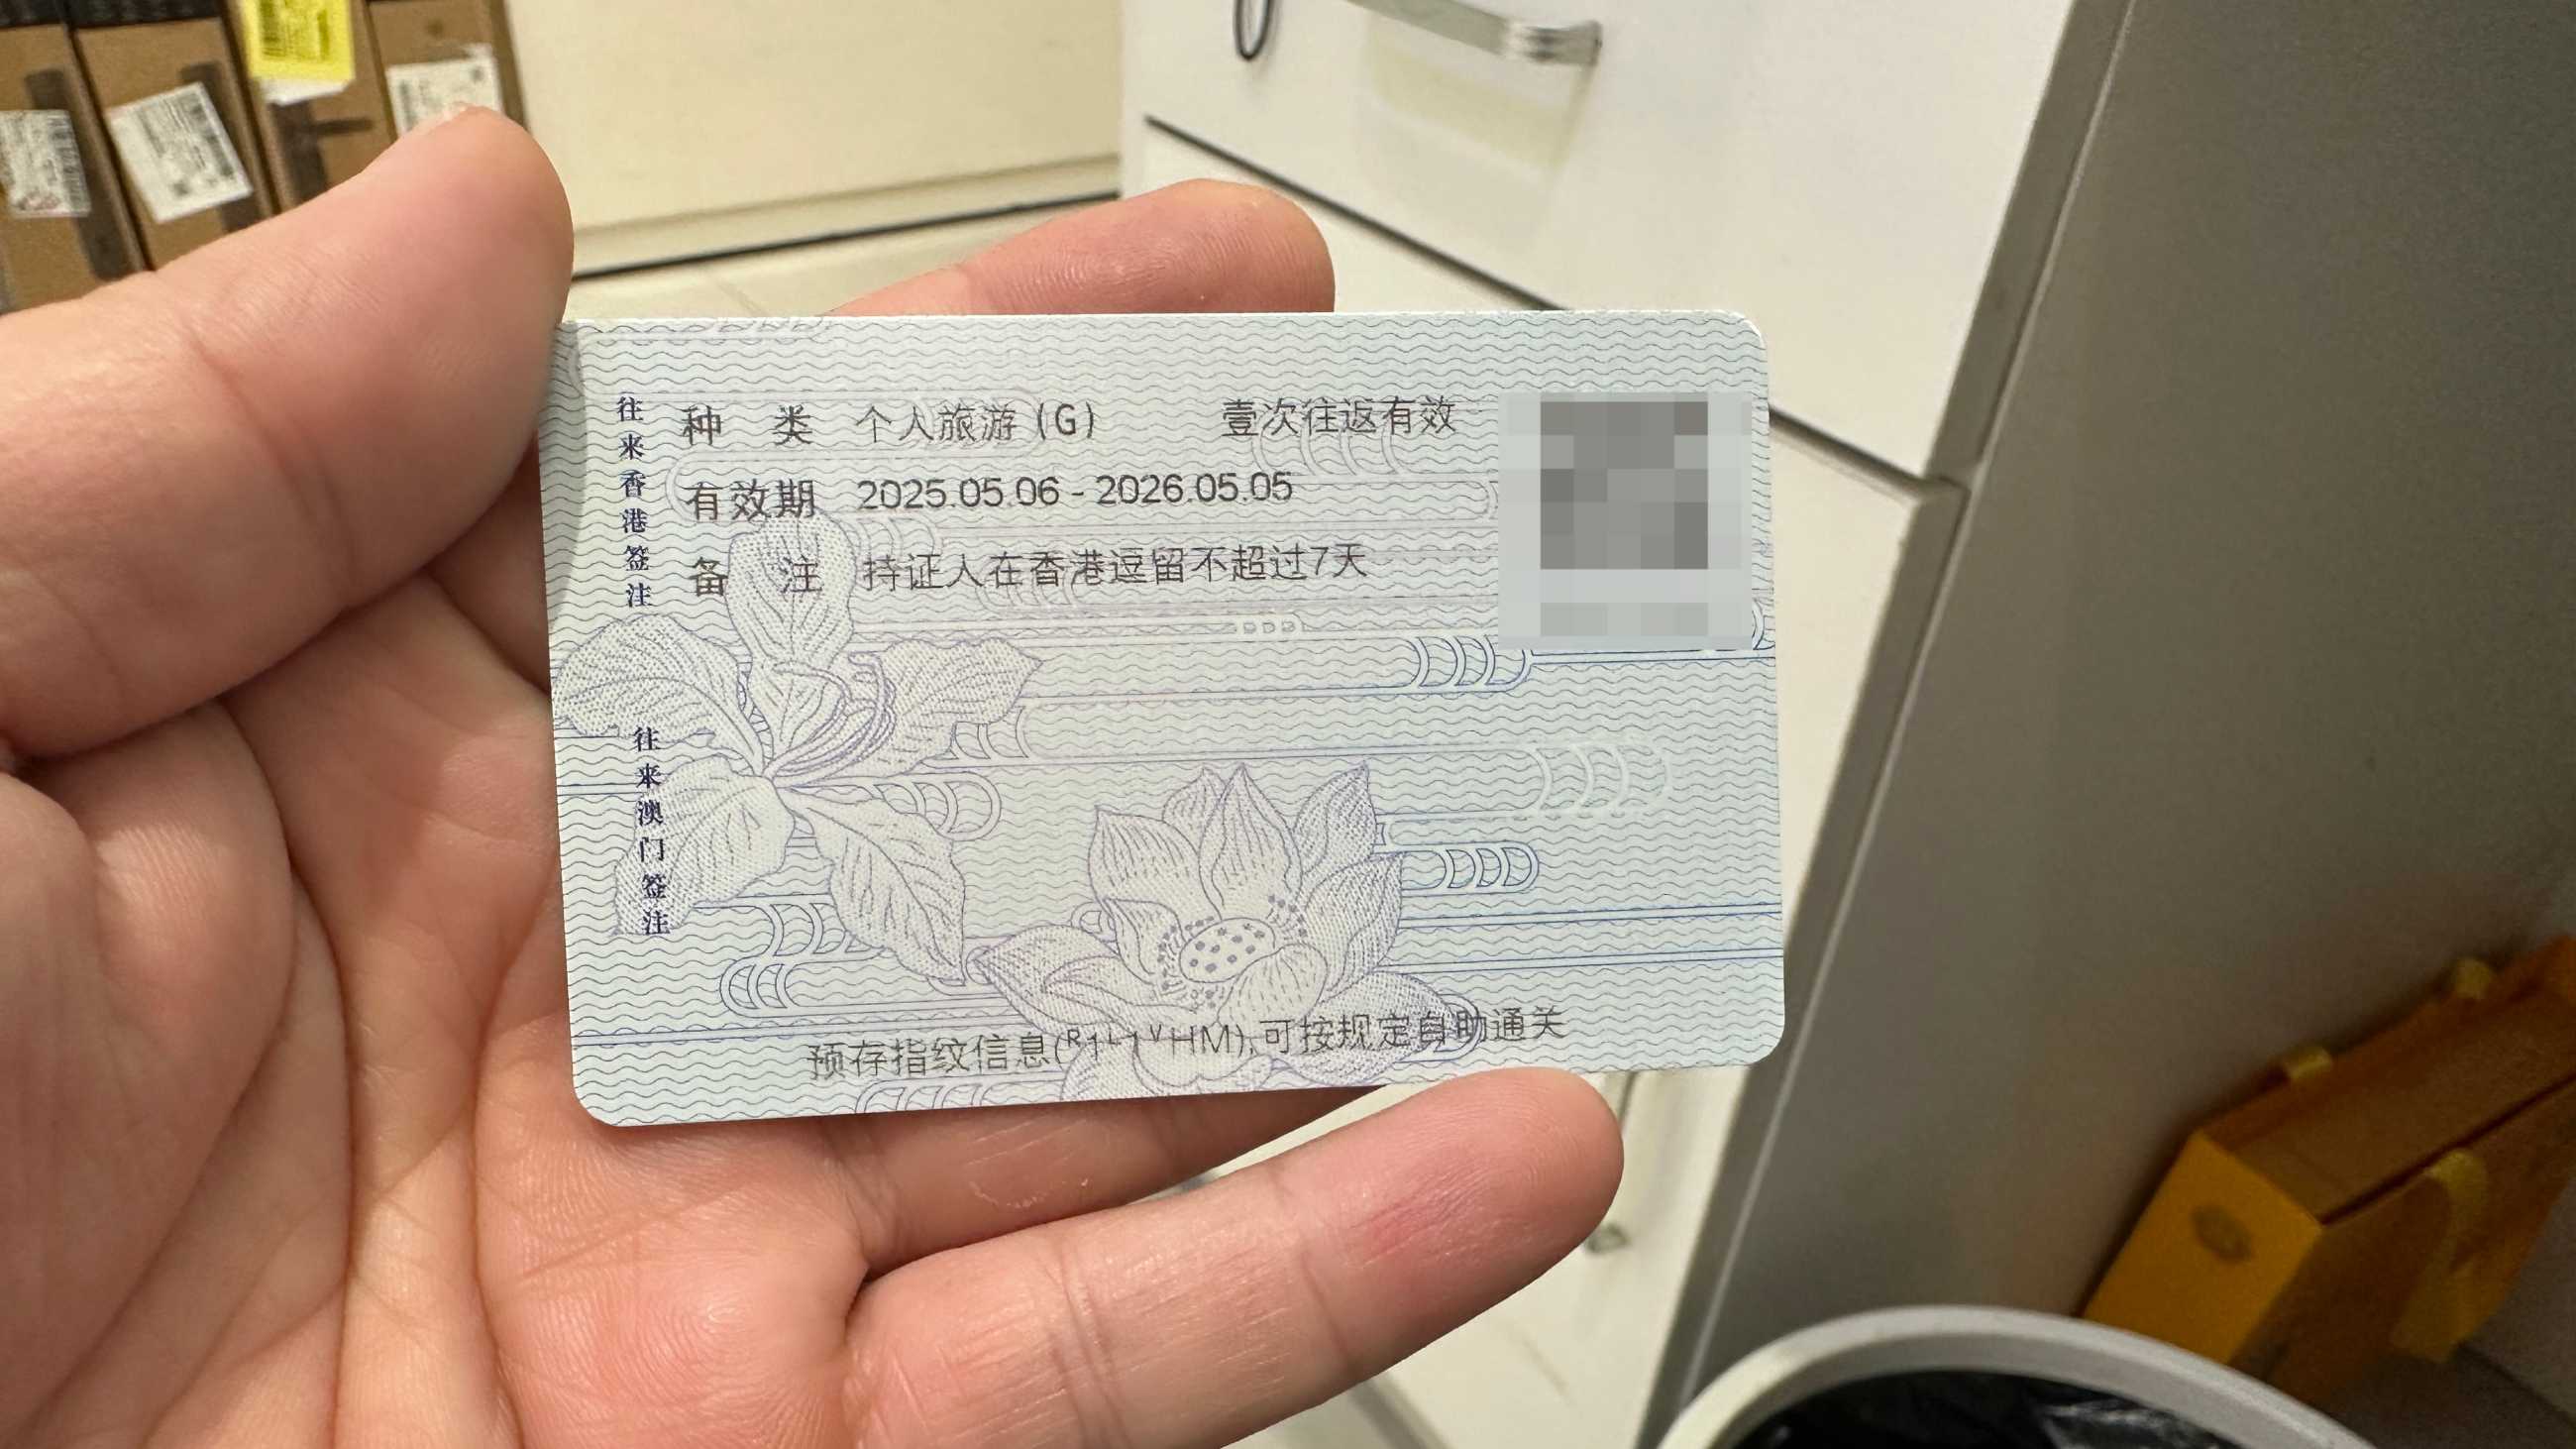 往来香港签注
种 类 个人旅游(G) 壹次往返有效
有效期 2025.05.06 - 2026.05.05
备 注 持证人在香港逗留不超过7天
往来澳门签注
预存指纹信息(ᴿ1ᴸ1ⱽHM),可按规定自助通关